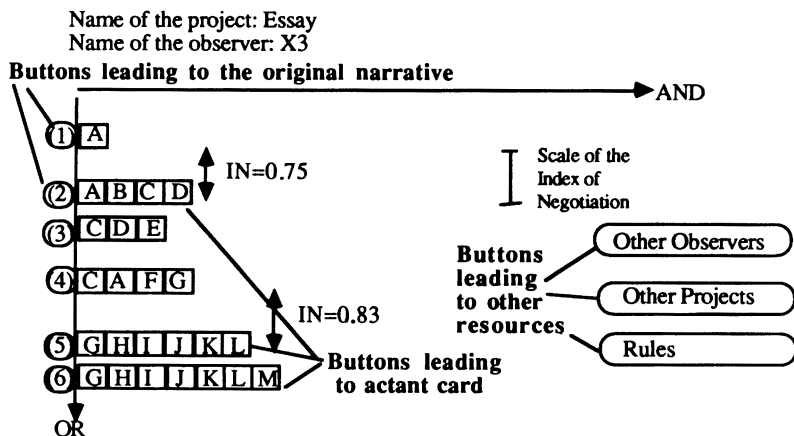 Name of the project: Essay
Name of the observer: X3
Buttons leading to the original narrative
AND
(1) A
IN=0.75
(2) A B C D
Scale of the
Index of
Negotiation
(3) C D E
Buttons
leading
to other
resources
Other Observers
(4) C A F G
Other Projects
IN=0.83
Rules
(5) G H I J K L
Buttons leading
to actant card
(6) G H I J K L M
OR